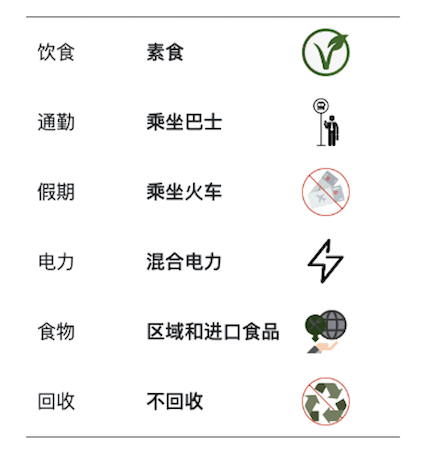 饮食 素食
通勤 乘坐巴士
假期 乘坐火车
电力 混合电力
食物 区域和进口食品
回收 不回收